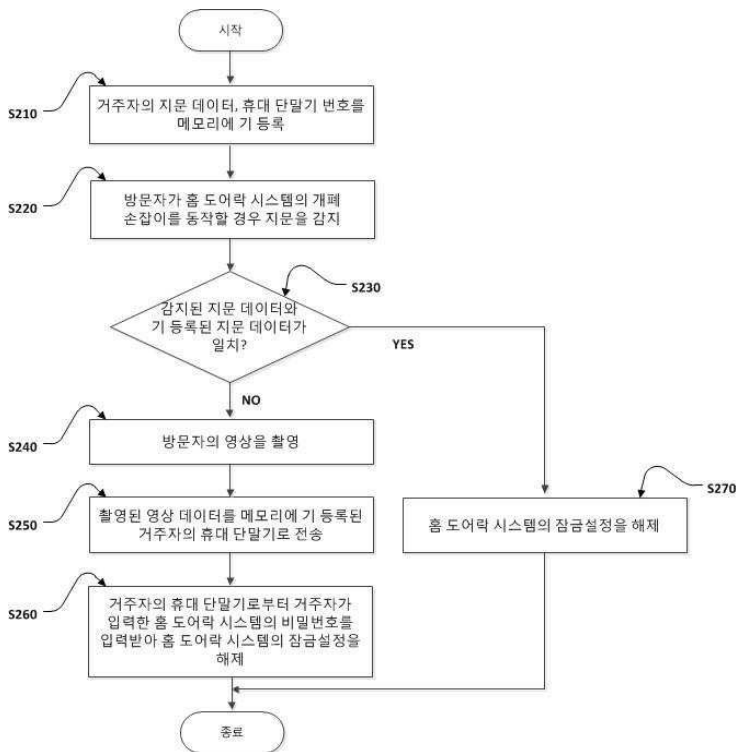 시작
S210
거주자의 지문 데이터, 휴대 단말기 번호를
메모리에 기 등록
S220
방문자가 홈 도어락 시스템의 개폐
손잡이를 동작할 경우 지문을 감지
S230
감지된 지문 데이터와
기 등록된 지문 데이터가
일치?
YES
NO
S240
방문자의 영상을 촬영
S270
홈 도어락 시스템의 잠금설정을 해제
S250
촬영된 영상 데이터를 메모리에 기 등록된
거주자의 휴대 단말기로 전송
S260
거주자의 휴대 단말기로부터 거주자가
입력한 홈 도어락 시스템의 비밀번호를
입력받아 홈 도어락 시스템의 잠금설정을
해제
종료